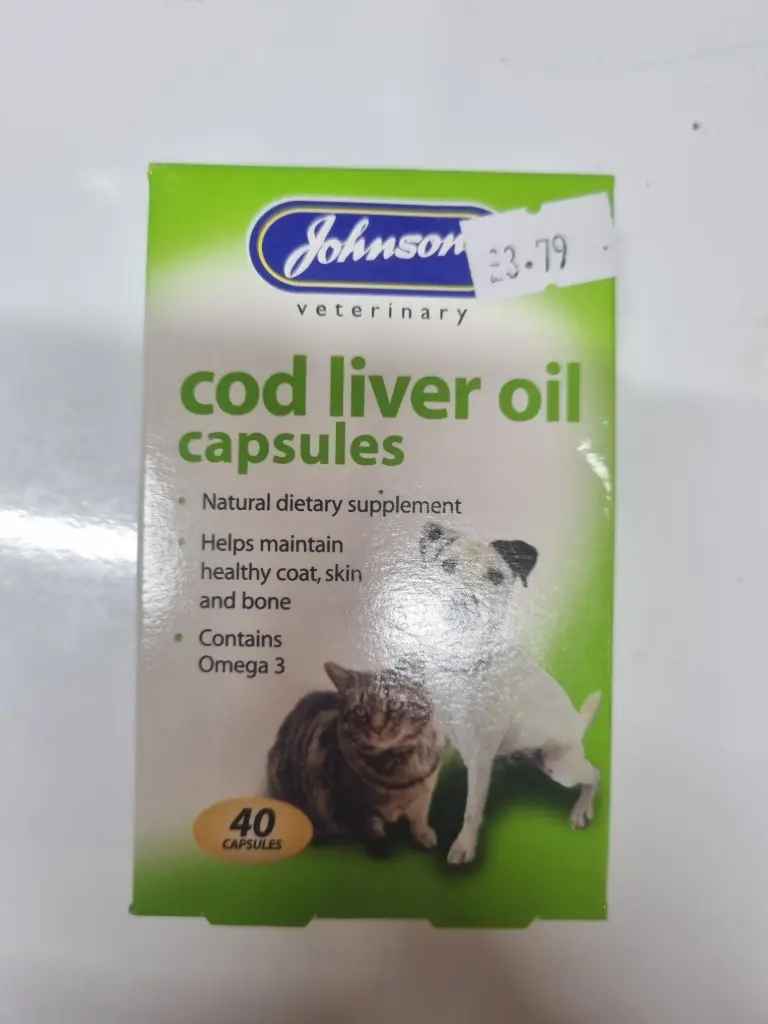 Johnson
£3.79
veterinary
cod liver oil
capsules
• Natural dietary supplement
• Helps maintain
healthy coat, skin
and bone
• Contains
Omega 3
40
CAPSULES